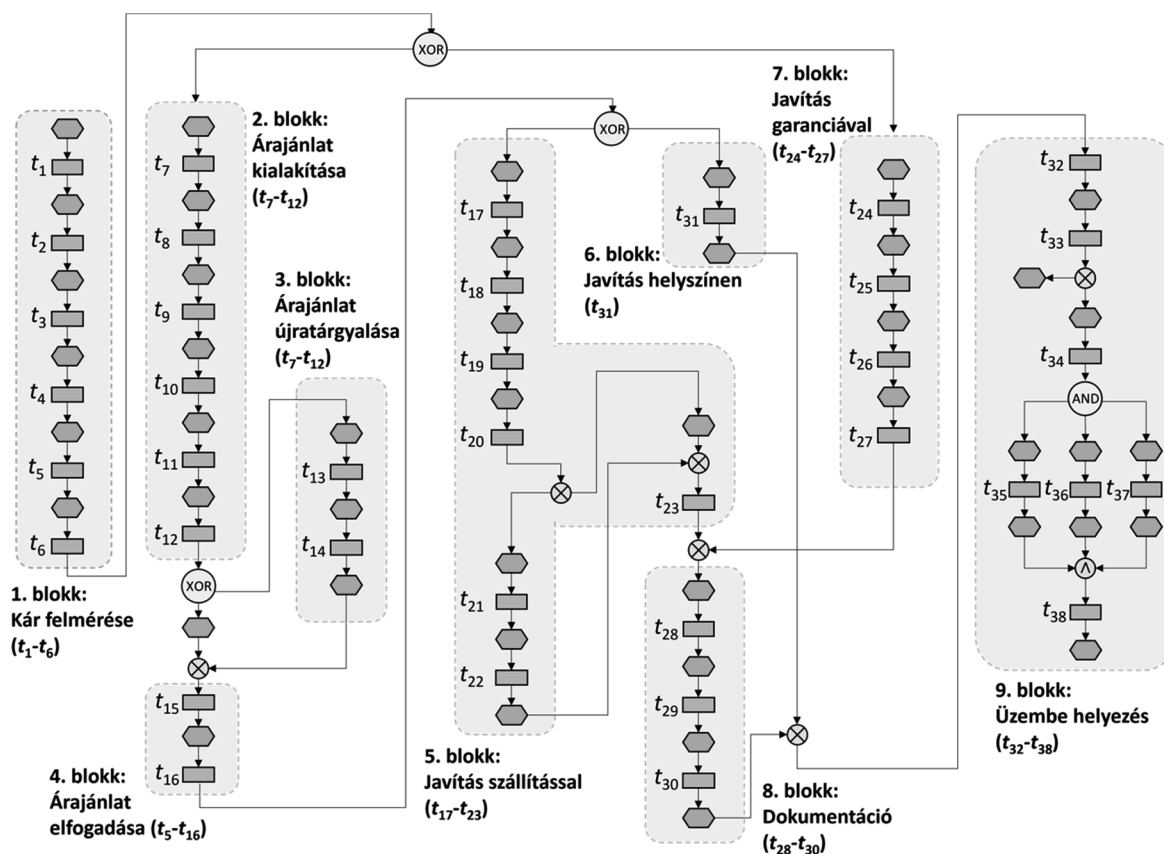 XOR
1. blokk:
Kár felmérése
(t1-t6)
t1
t2
t3
t4
t5
t6
2. blokk:
Árajánlat
kialakítása
(t7-t12)
t7
t8
t9
t10
t11
t12
XOR
3. blokk:
Árajánlat
újratárgyalása
(t7-t12)
t13
t14
t15
t16
4. blokk:
Árajánlat
elfogadása (t5-t16)
XOR
t17
t18
t19
t20
t21
t22
t23
5. blokk:
Javítás szállítással
(t17-t23)
t31
6. blokk:
Javítás helyszínen
(t31)
7. blokk:
Javítás
garanciával
(t24-t27)
t24
t25
t26
t27
t28
t29
t30
8. blokk:
Dokumentáció
(t28-t30)
t32
t33
t34
AND
t35
t36
t37
∧
t38
9. blokk:
Üzembe helyezés
(t32-t38)